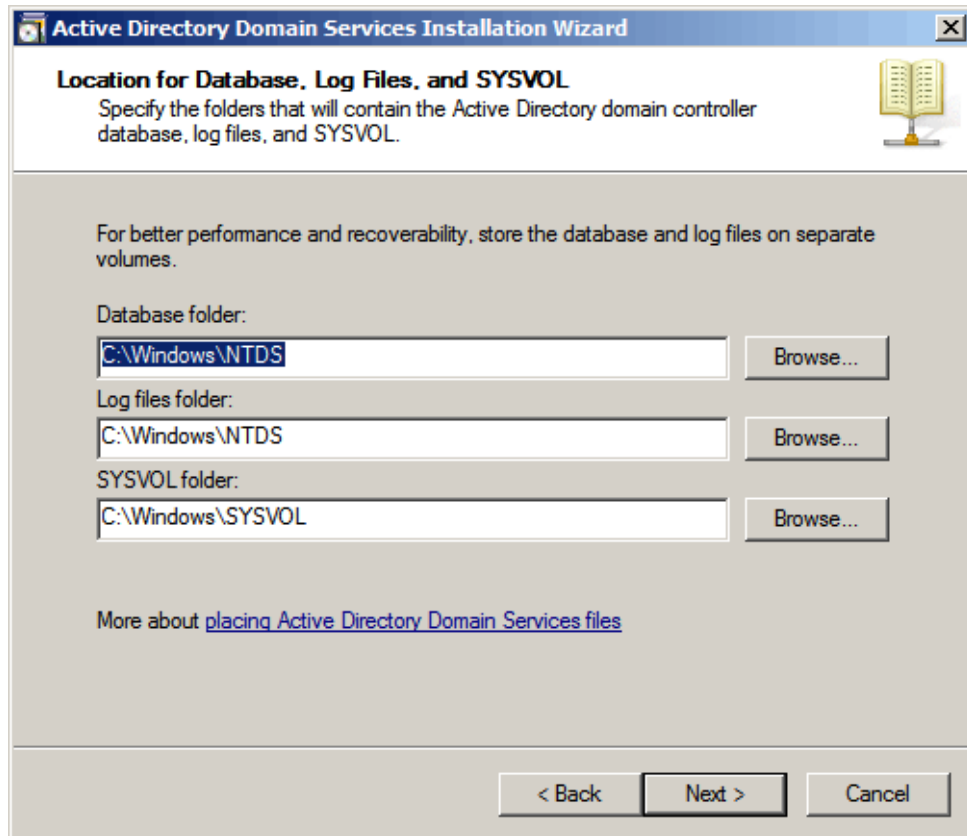 Active Directory Domain Services Installation Wizard
Location for Database, Log Files, and SYSVOL
Specify the folders that will contain the Active Directory domain controller
database, log files, and SYSVOL.
For better performance and recoverability, store the database and log files on separate
volumes.
Database folder:
C:\Windows\NTDS
Browse...
Log files folder:
C:\Windows\NTDS
Browse...
SYSVOL folder:
C:\Windows\SYSVOL
Browse...
More about placing Active Directory Domain Services files
< Back
Next >
Cancel